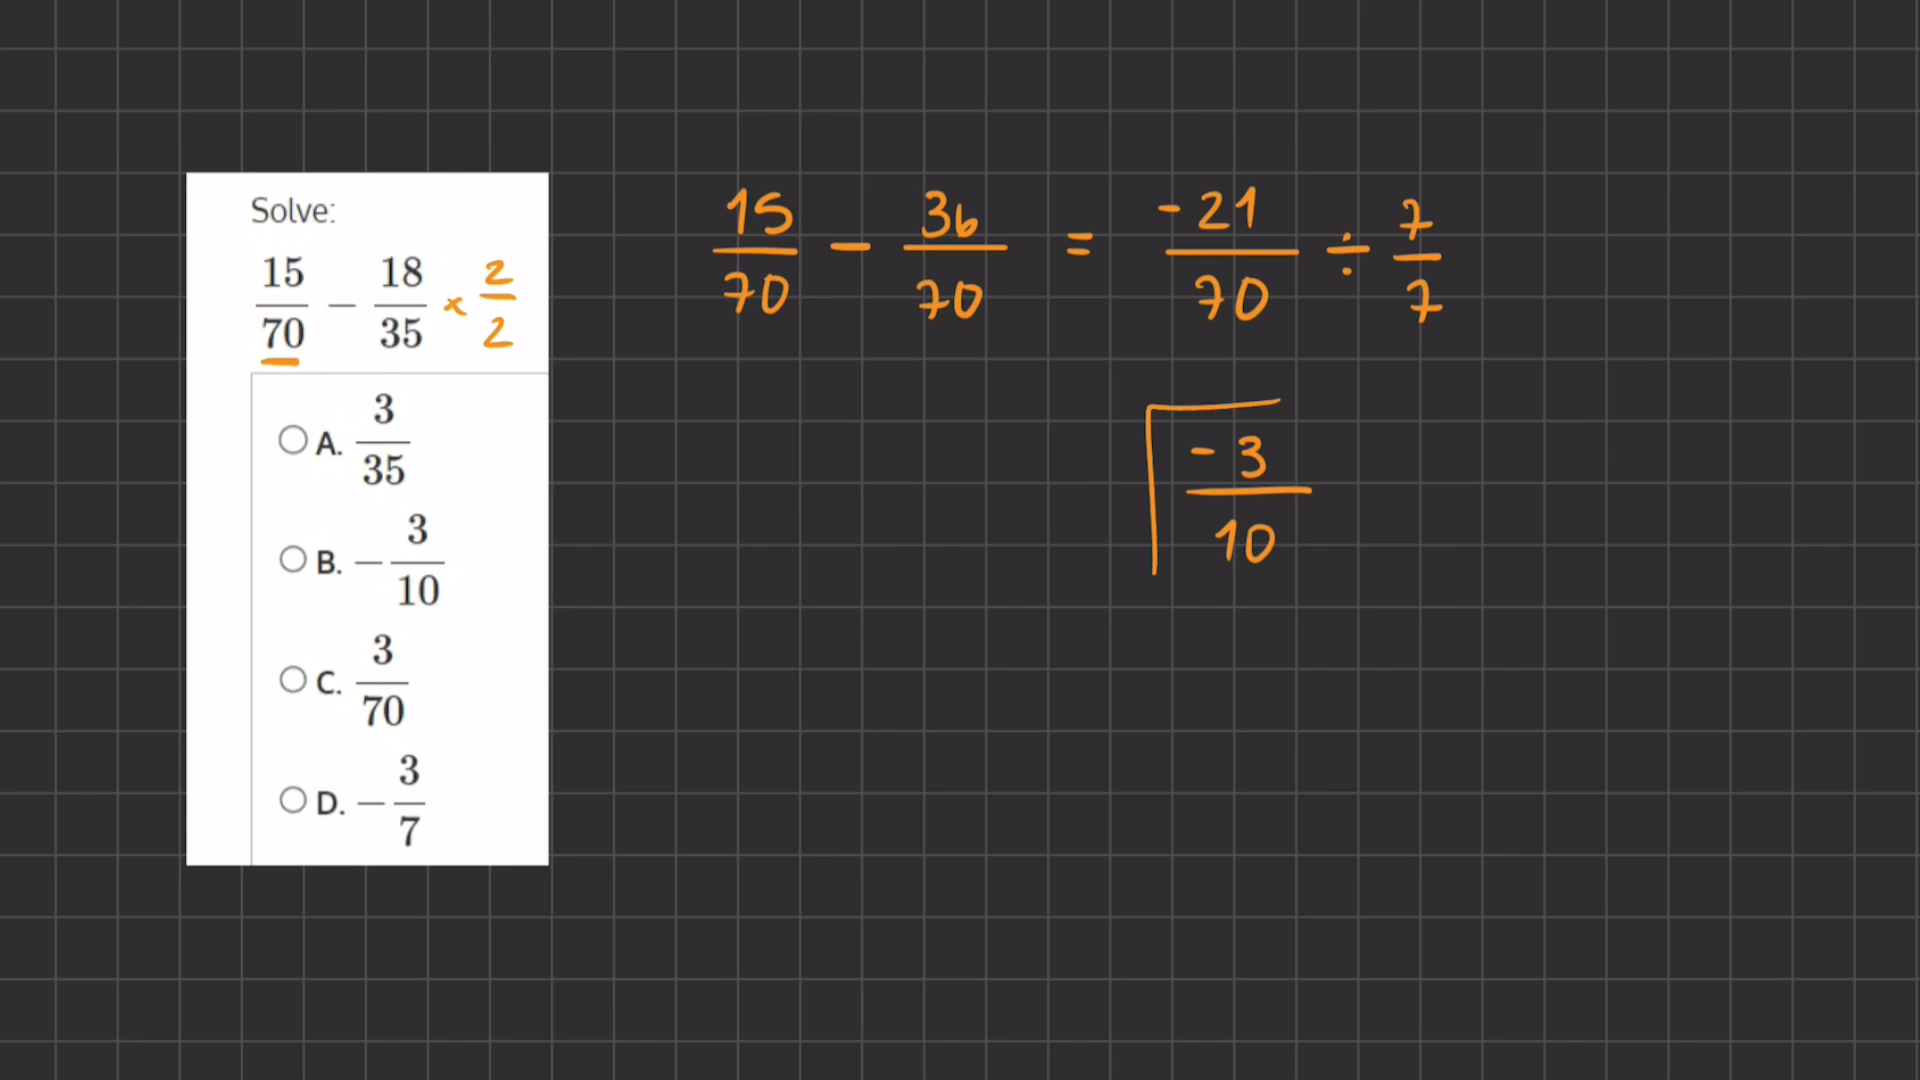 Solve:
15/70 − 18/35 × 2/2
A. 3/35
B. −3/10
C. 3/70
D. −3/7
15/70 − 36/70 = -21/70 ÷ 7/7
-3/10